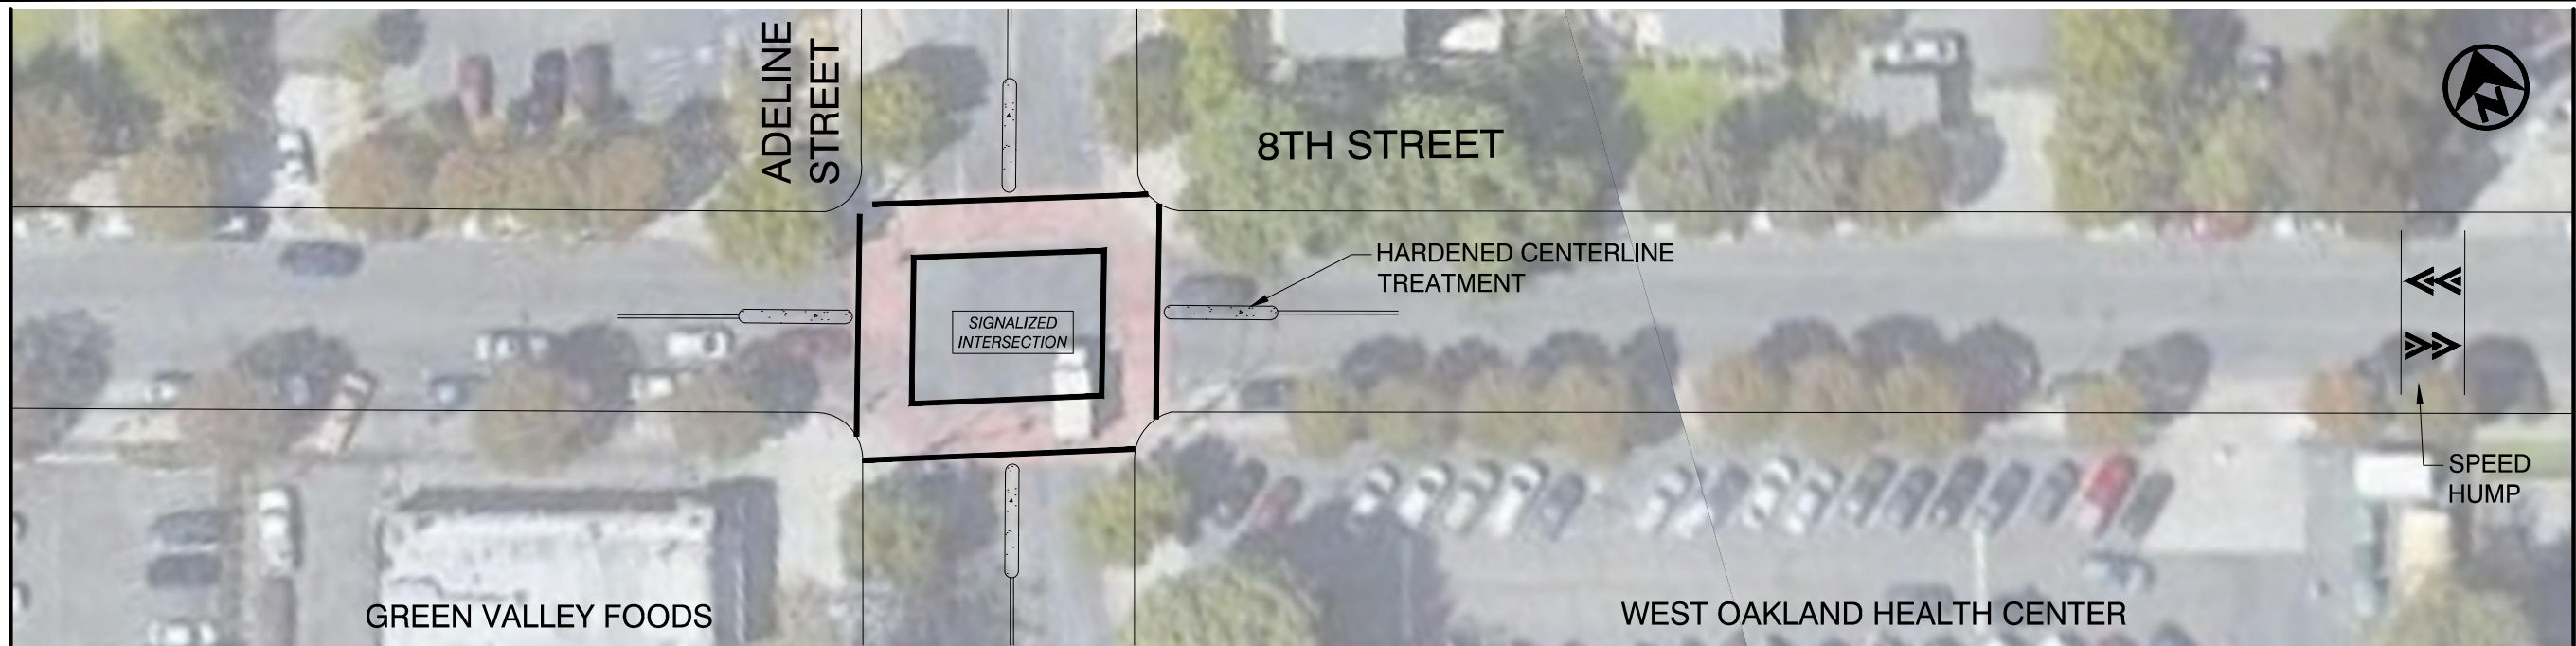 ADELINE
STREET
8TH STREET
N
HARDENED CENTERLINE
TREATMENT
SIGNALIZED
INTERSECTION
SPEED
HUMP
GREEN VALLEY FOODS
WEST OAKLAND HEALTH CENTER